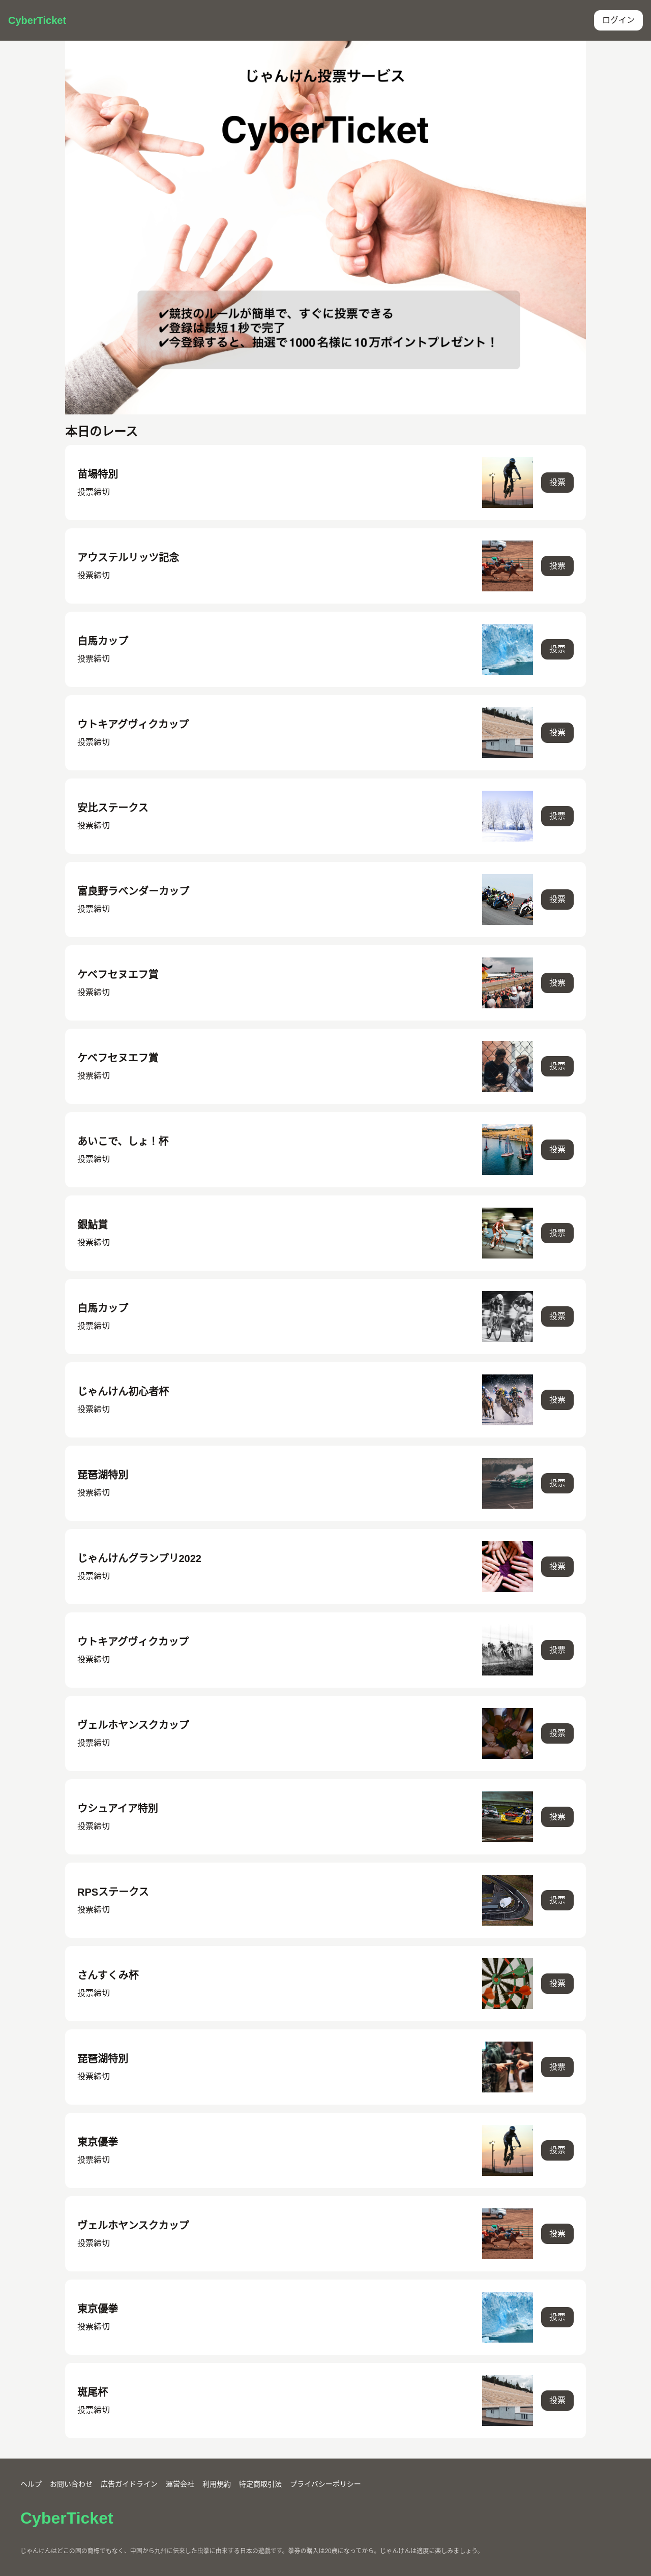 CyberTicket
ログイン
じゃんけん投票サービス
CyberTicket
✔競技のルールが簡単で、すぐに投票できる
✔登録は最短1秒で完了
✔今登録すると、抽選で1000名様に10万ポイントプレゼント！
本日のレース
苗場特別
投票締切
投票
アウステルリッツ記念
投票締切
投票
白馬カップ
投票締切
投票
ウトキアグヴィクカップ
投票締切
投票
安比ステークス
投票締切
投票
富良野ラベンダーカップ
投票締切
投票
ケベフセヌエフ賞
投票締切
投票
ケベフセヌエフ賞
投票締切
投票
あいこで、しょ！杯
投票締切
投票
銀鮎賞
投票締切
投票
白馬カップ
投票締切
投票
じゃんけん初心者杯
投票締切
投票
琵琶湖特別
投票締切
投票
じゃんけんグランプリ2022
投票締切
投票
ウトキアグヴィクカップ
投票締切
投票
ヴェルホヤンスクカップ
投票締切
投票
ウシュアイア特別
投票締切
投票
RPSステークス
投票締切
投票
さんすくみ杯
投票締切
投票
琵琶湖特別
投票締切
投票
東京優拳
投票締切
投票
ヴェルホヤンスクカップ
投票締切
投票
東京優拳
投票締切
投票
斑尾杯
投票締切
投票
ヘルプ お問い合わせ 広告ガイドライン 運営会社 利用規約 特定商取引法 プライバシーポリシー
CyberTicket
じゃんけんはどこの国の商標でもなく、中国から九州に伝来した虫拳に由来する日本の遊戯です。拳券の購入は20歳になってから。じゃんけんは適度に楽しみましょう。